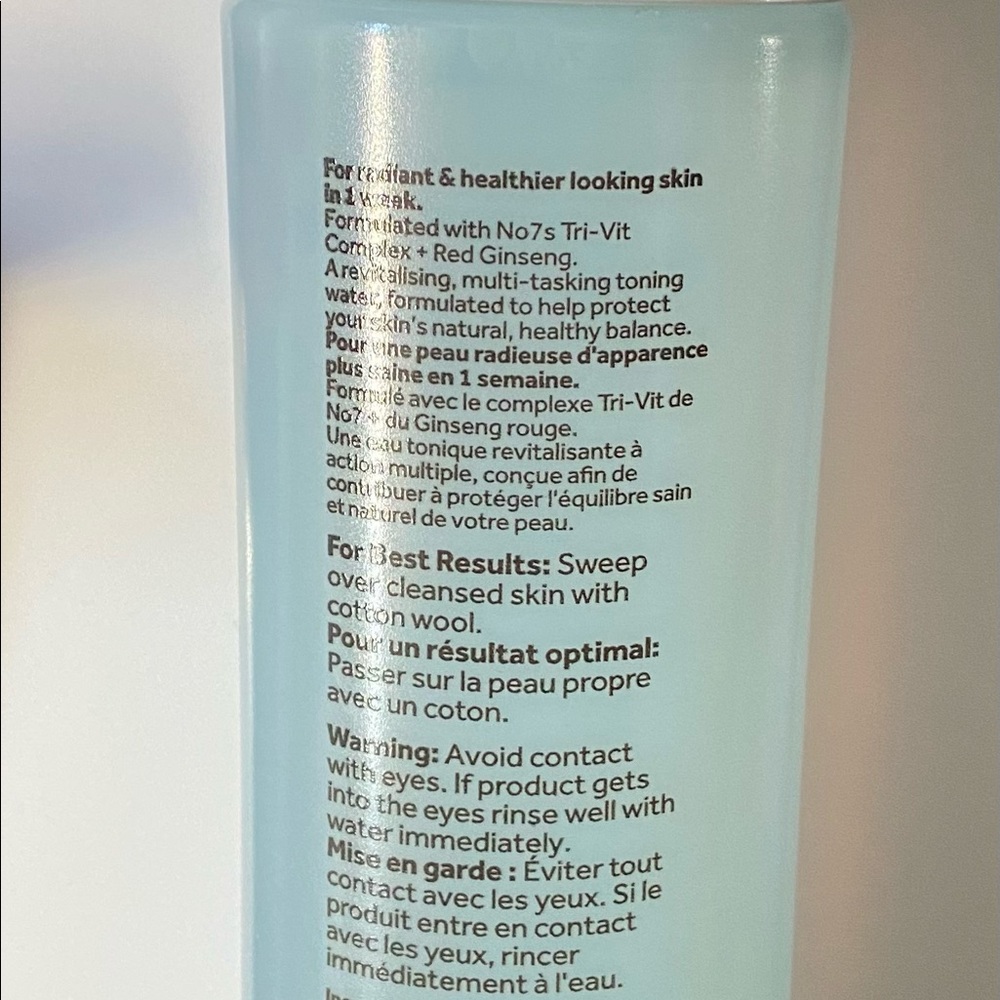 For radiant & healthier looking skin
in 1 week.
Formulated with No7s Tri-Vit
Complex + Red Ginseng.
A revitalising, multi-tasking toning
water, formulated to help protect
your skin's natural, healthy balance.
Pour une peau radieuse d'apparence
plus saine en 1 semaine.
Formulé avec le complexe Tri-Vit de
No7 + du Ginseng rouge.
Une eau tonique revitalisante à
action multiple, conçue afin de
contribuer à protéger l'équilibre sain
et naturel de votre peau.
For Best Results: Sweep
over cleansed skin with
cotton wool.
Pour un résultat optimal:
Passer sur la peau propre
avec un coton.
Warning: Avoid contact
with eyes. If product gets
into the eyes rinse well with
water immediately.
Mise en garde : Éviter tout
contact avec les yeux. Si le
produit entre en contact
avec les yeux, rincer
immédiatement à l'eau.